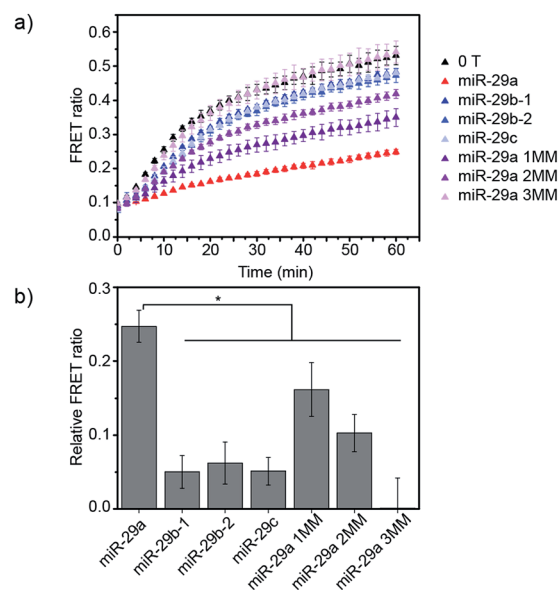 a)
FRET ratio
0.6
0.5
0.4
0.3
0.2
0.1
0.0
0 10 20 30 40 50 60
Time (min)
0 T
miR-29a
miR-29b-1
miR-29b-2
miR-29c
miR-29a 1MM
miR-29a 2MM
miR-29a 3MM
b)
Relative FRET ratio
0.3
0.2
0.1
0.0
*
miR-29a
miR-29b-1
miR-29b-2
miR-29c
miR-29a 1MM
miR-29a 2MM
miR-29a 3MM